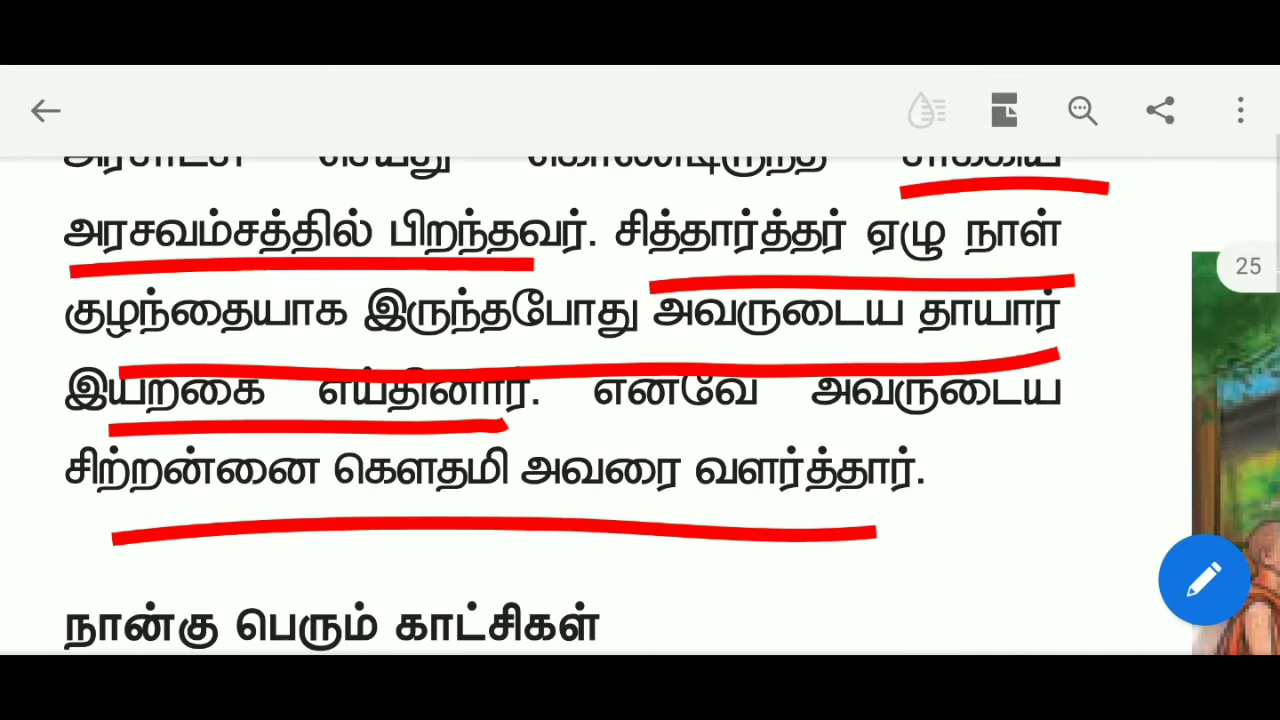 அரசாட்சி செய்து கொண்டிருந்த சாக்கிய
அரசவம்சத்தில் பிறந்தவர். சித்தார்த்தர் ஏழு நாள்
குழந்தையாக இருந்தபோது அவருடைய தாயார்
இயற்கை எய்தினார். எனவே அவருடைய
சிற்றன்னை கௌதமி அவரை வளர்த்தார்.
நான்கு பெரும் காட்சிகள்
25